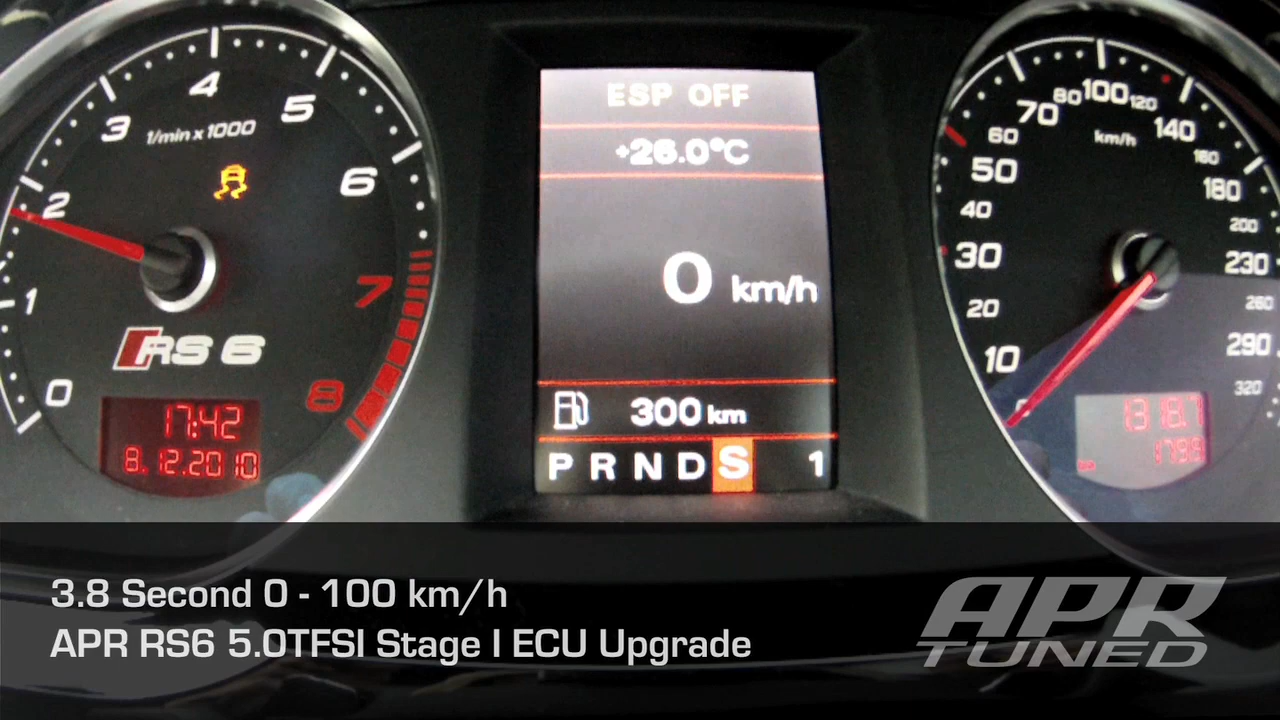 0 1 2 3 4 5 6 7 8
1/min x 1000
RS 6
17:42
8.12.2010
ESP OFF
+26.0°C
0 km/h
300 km
P R N D S 1
10 20 30 40 50 60 70 80 100 120 140 160 180 200 230 260 290 320
km/h
1318.7
3.8 Second 0 - 100 km/h
APR RS6 5.0TFSI Stage I ECU Upgrade
APR
TUNED